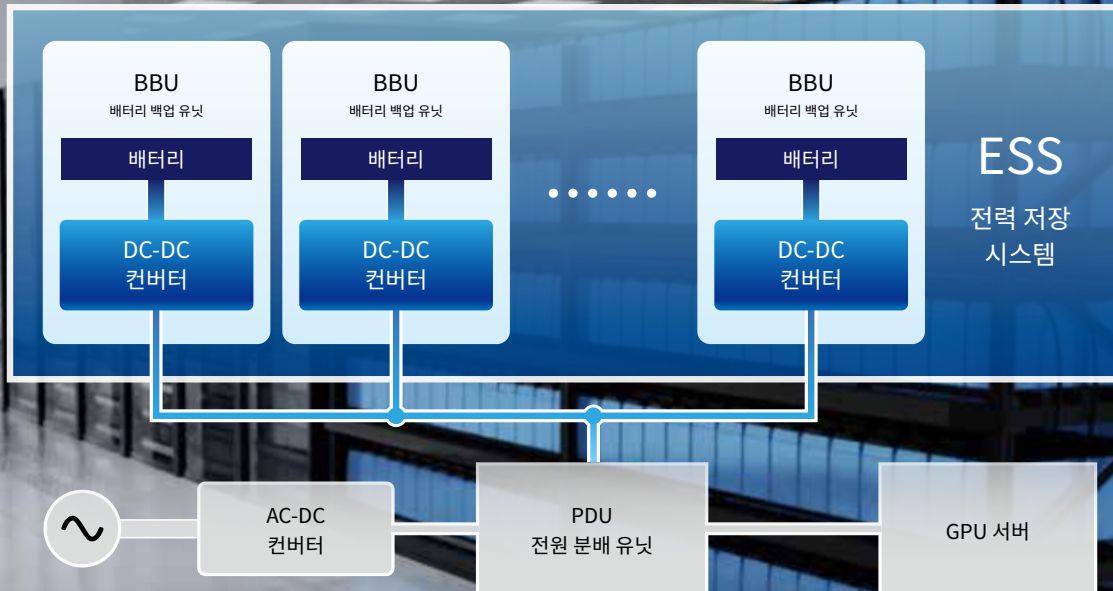 BBU
배터리 백업 유닛
배터리
DC-DC
컨버터
BBU
배터리 백업 유닛
배터리
DC-DC
컨버터
BBU
배터리 백업 유닛
배터리
DC-DC
컨버터
ESS
전력 저장
시스템
AC-DC
컨버터
PDU
전원 분배 유닛
GPU 서버